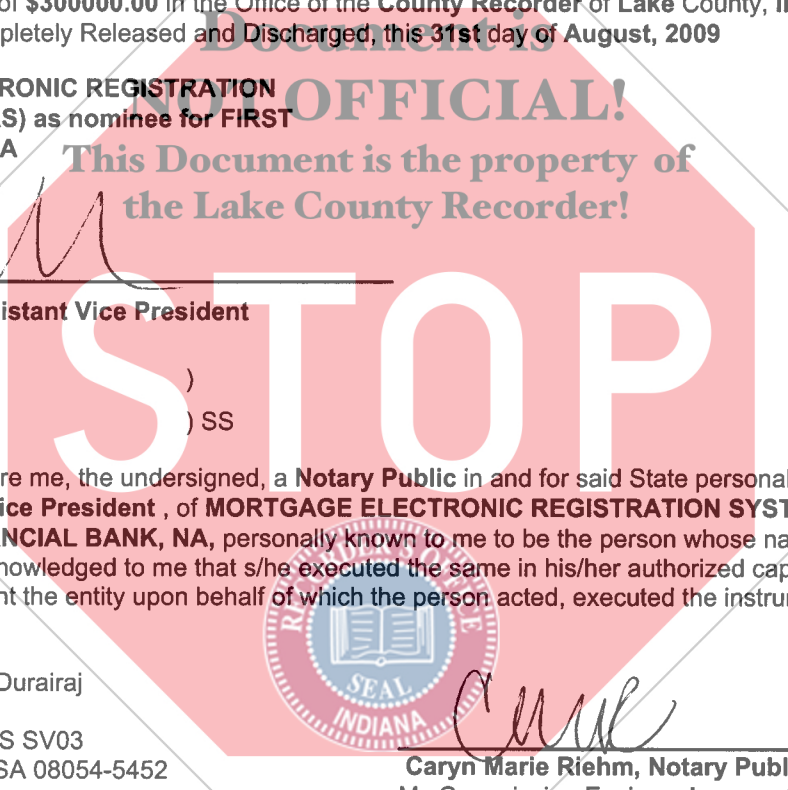 of $300000.00 in the Office of the County Recorder of Lake County,
pletely Released and Discharged, this 31st day of August, 2009
Document is
RONIC REGISTRATION
NOT OFFICIAL!
S) as nominee for FIRST
A
This Document is the property of
the Lake County Recorder!
STOP
istant Vice President
)
) SS
re me, the undersigned, a Notary Public in and for said State personal
ice President , of MORTGAGE ELECTRONIC REGISTRATION SYST
NCIAL BANK, NA, personally known to me to be the person whose na
nowledged to me that s/he executed the same in his/her authorized cap
nt the entity upon behalf of which the person acted, executed the instru
RECORDER'S OFFICE
SEAL
INDIANA
Durairaj
S SV03
SA 08054-5452
Caryn Marie Riehm, Notary Publ